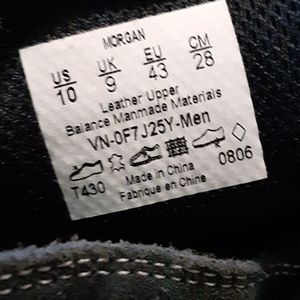 MORGAN
US UK EU CM
10 9 43 28
Leather Upper
Balance Manmade Materials
VN-0F7J25Y-Men
T430 Made in China 0806
Fabrique en Chine